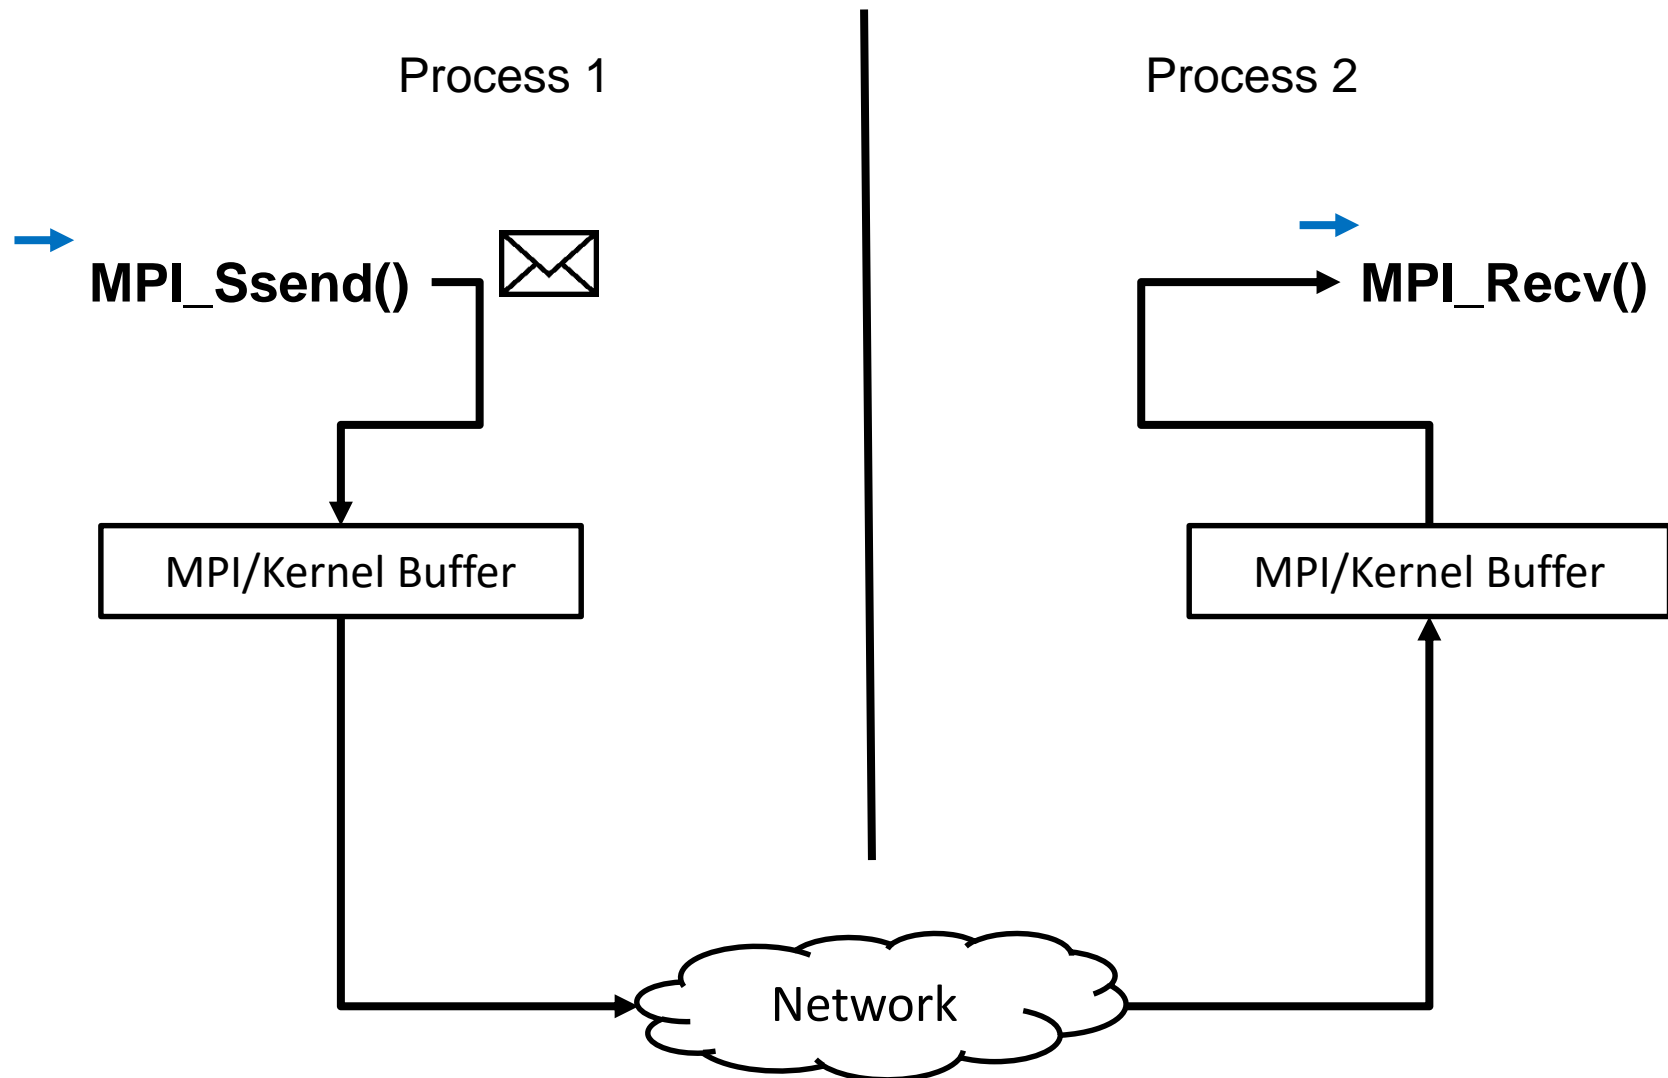 Process 1
Process 2
MPI_Ssend()
MPI_Recv()
MPI/Kernel Buffer
MPI/Kernel Buffer
Network